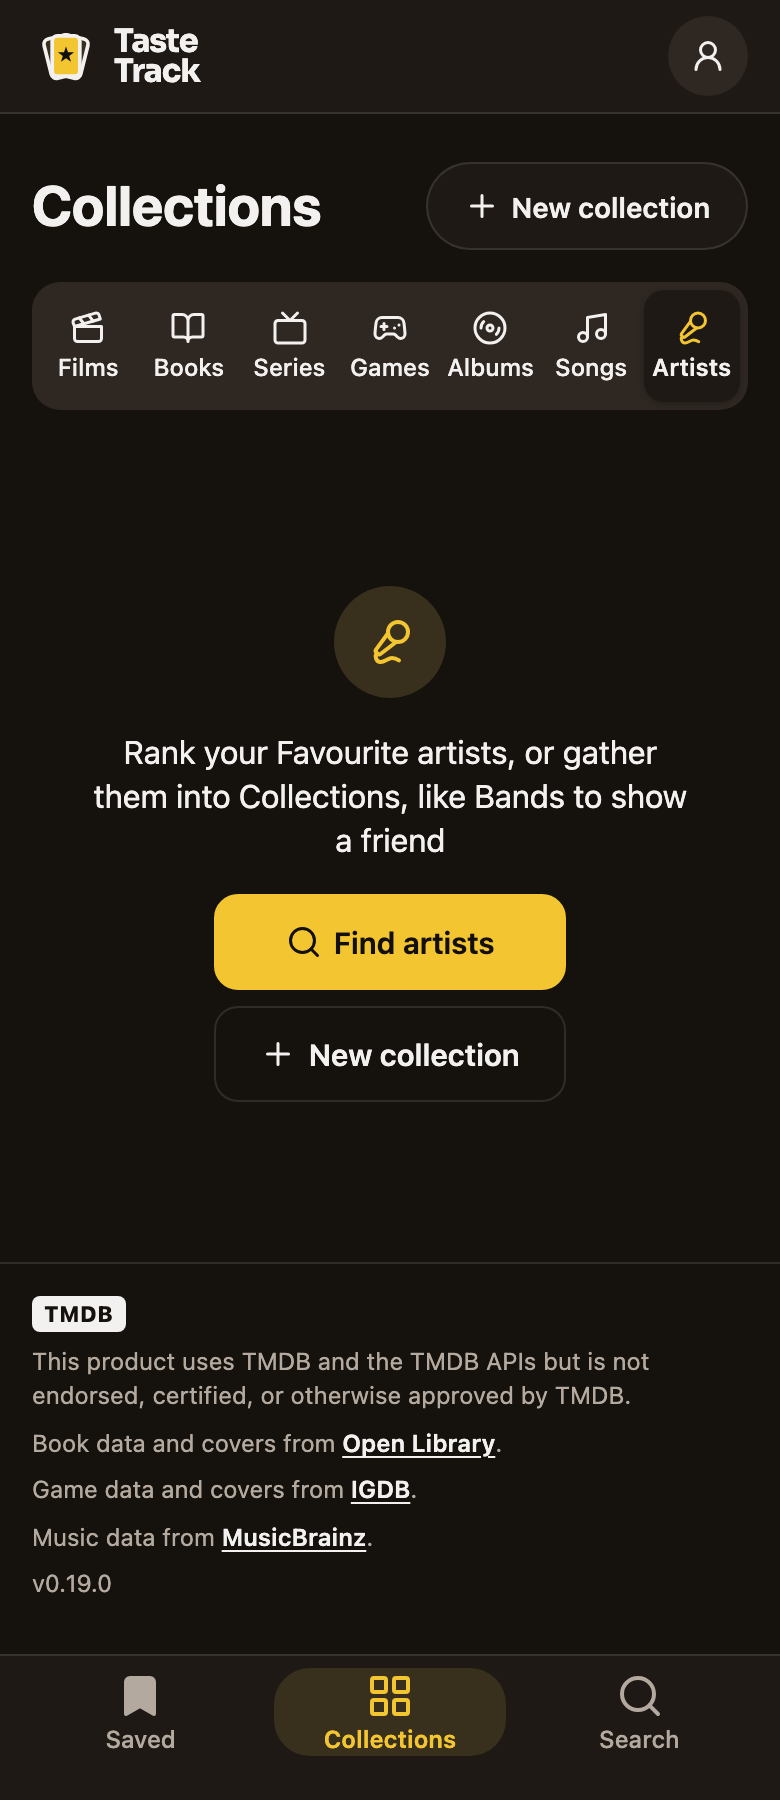 Taste
Track
Collections
New collection
Films
Books
Series
Games
Albums
Songs
Artists
Rank your Favourite artists, or gather
them into Collections, like Bands to show
a friend
Find artists
New collection
TMDB
This product uses TMDB and the TMDB APIs but is not
endorsed, certified, or otherwise approved by TMDB.
Book data and covers from Open Library.
Game data and covers from IGDB.
Music data from MusicBrainz.
v0.19.0
Saved
Collections
Search